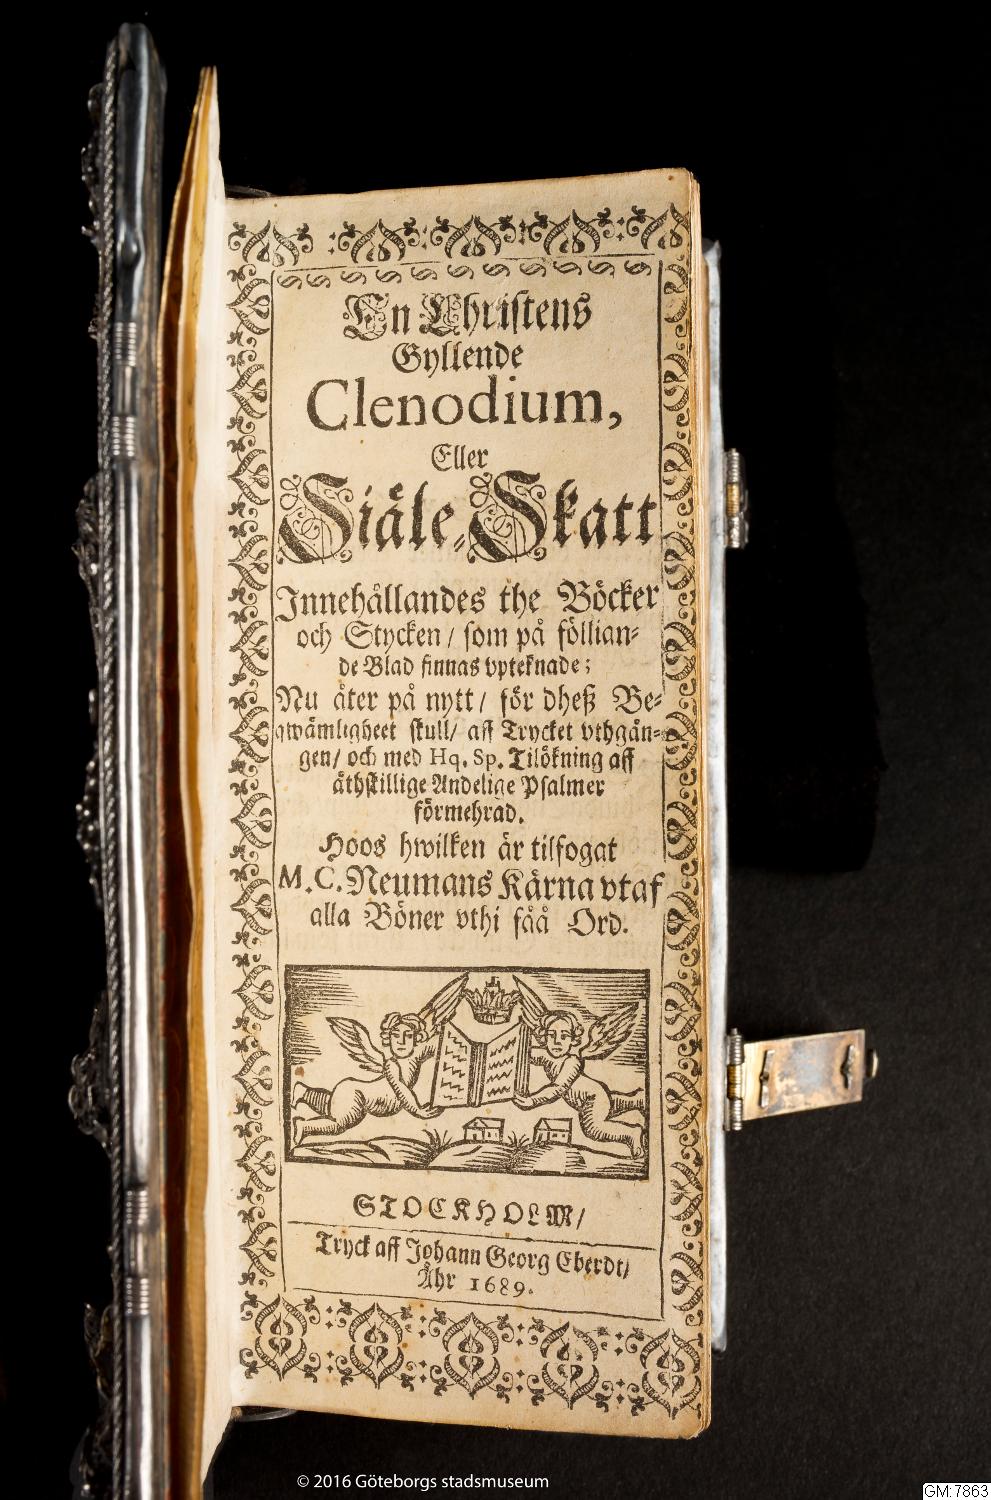 En Christens
Gyllende
Clenodium,
Eller
Siäle-Skatt
Innehållandes the Böcker
och Stycken / som på föllian-
de Blad finnas vpteknade;
Nu åter på nytt / för dheß Be-
qwämligheet skull / aff Trycket vthgån-
gen / och med Hq. Sp. Tilökning aff
åthskillige Andelige Psalmer
förmehrad.
Hoos hwilken är tilfogat
M. C. Neumans Kärna vtaf
alla Böner vthi fåå Ord.
STOCKHOLM /
Tryck aff Johann Georg Eberdt /
Åhr 1689.
© 2016 Göteborgs stadsmuseum
GM:7863